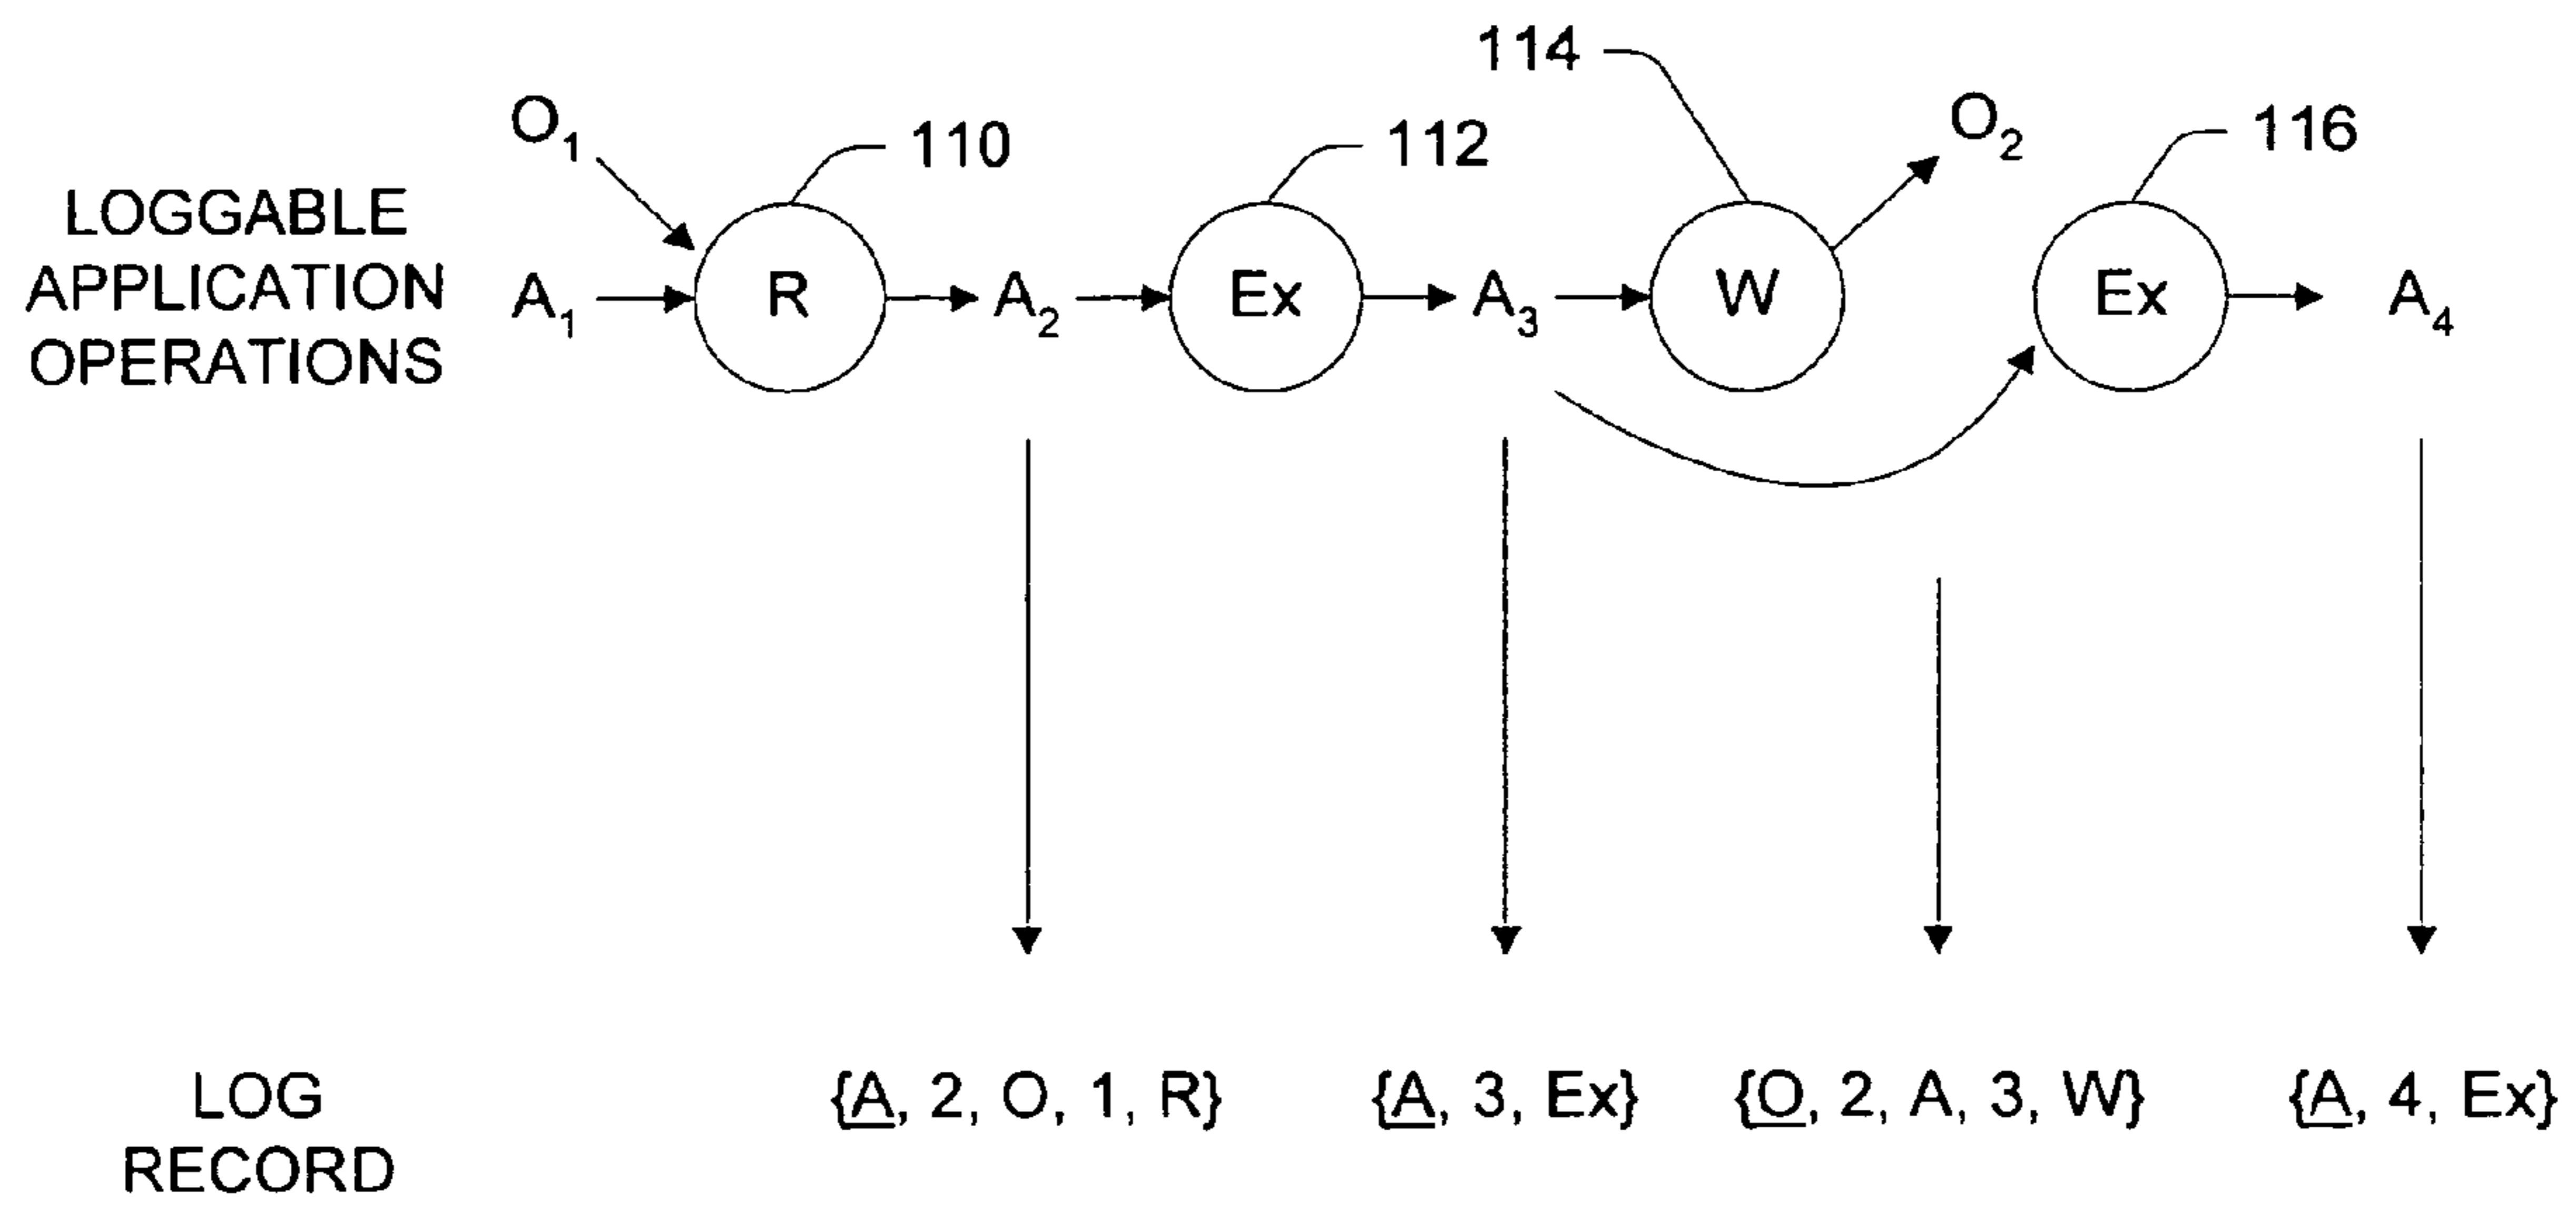 114
O₁
110
112
O₂
116
LOGGABLE
APPLICATION
OPERATIONS
A₁
R
A₂
Ex
A₃
W
Ex
A₄
LOG
RECORD
{A, 2, O, 1, R}
{A, 3, Ex}
{O, 2, A, 3, W}
{A, 4, Ex}